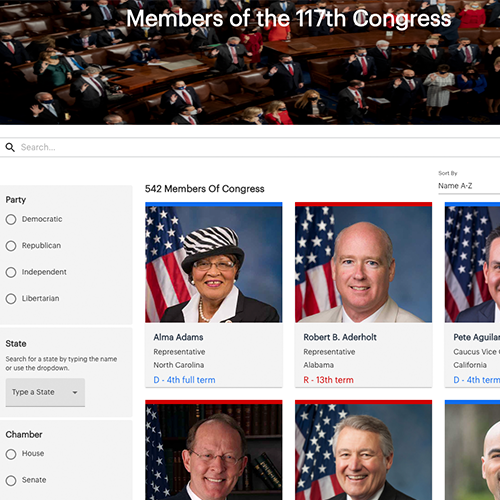 Members of the 117th Congress
Search...
Sort By
Name A-Z
Party
Democratic
Republican
Independent
Libertarian
State
Search for a state by typing the name
or use the dropdown.
Type a State
Chamber
House
Senate
542 Members Of Congress
Alma Adams
Representative
North Carolina
D - 4th full term
Robert B. Aderholt
Representative
Alabama
R - 13th term
Pete Aguilar
Caucus Vice
California
D - 4th term